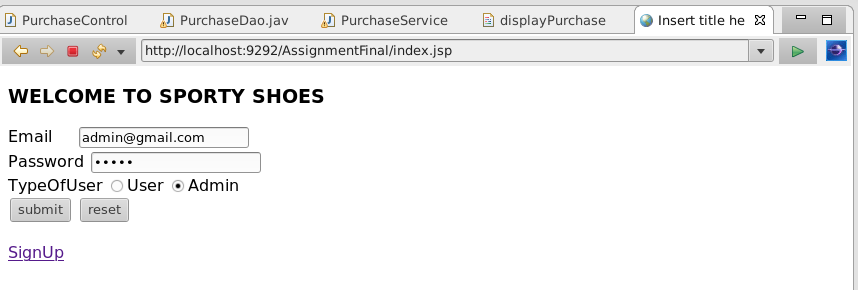 PurchaseControl PurchaseDao.jav PurchaseService displayPurchase Insert title he
http://localhost:9292/AssignmentFinal/index.jsp
WELCOME TO SPORTY SHOES
Email admin@gmail.com
Password •••••
TypeOfUser User Admin
submit reset
SignUp